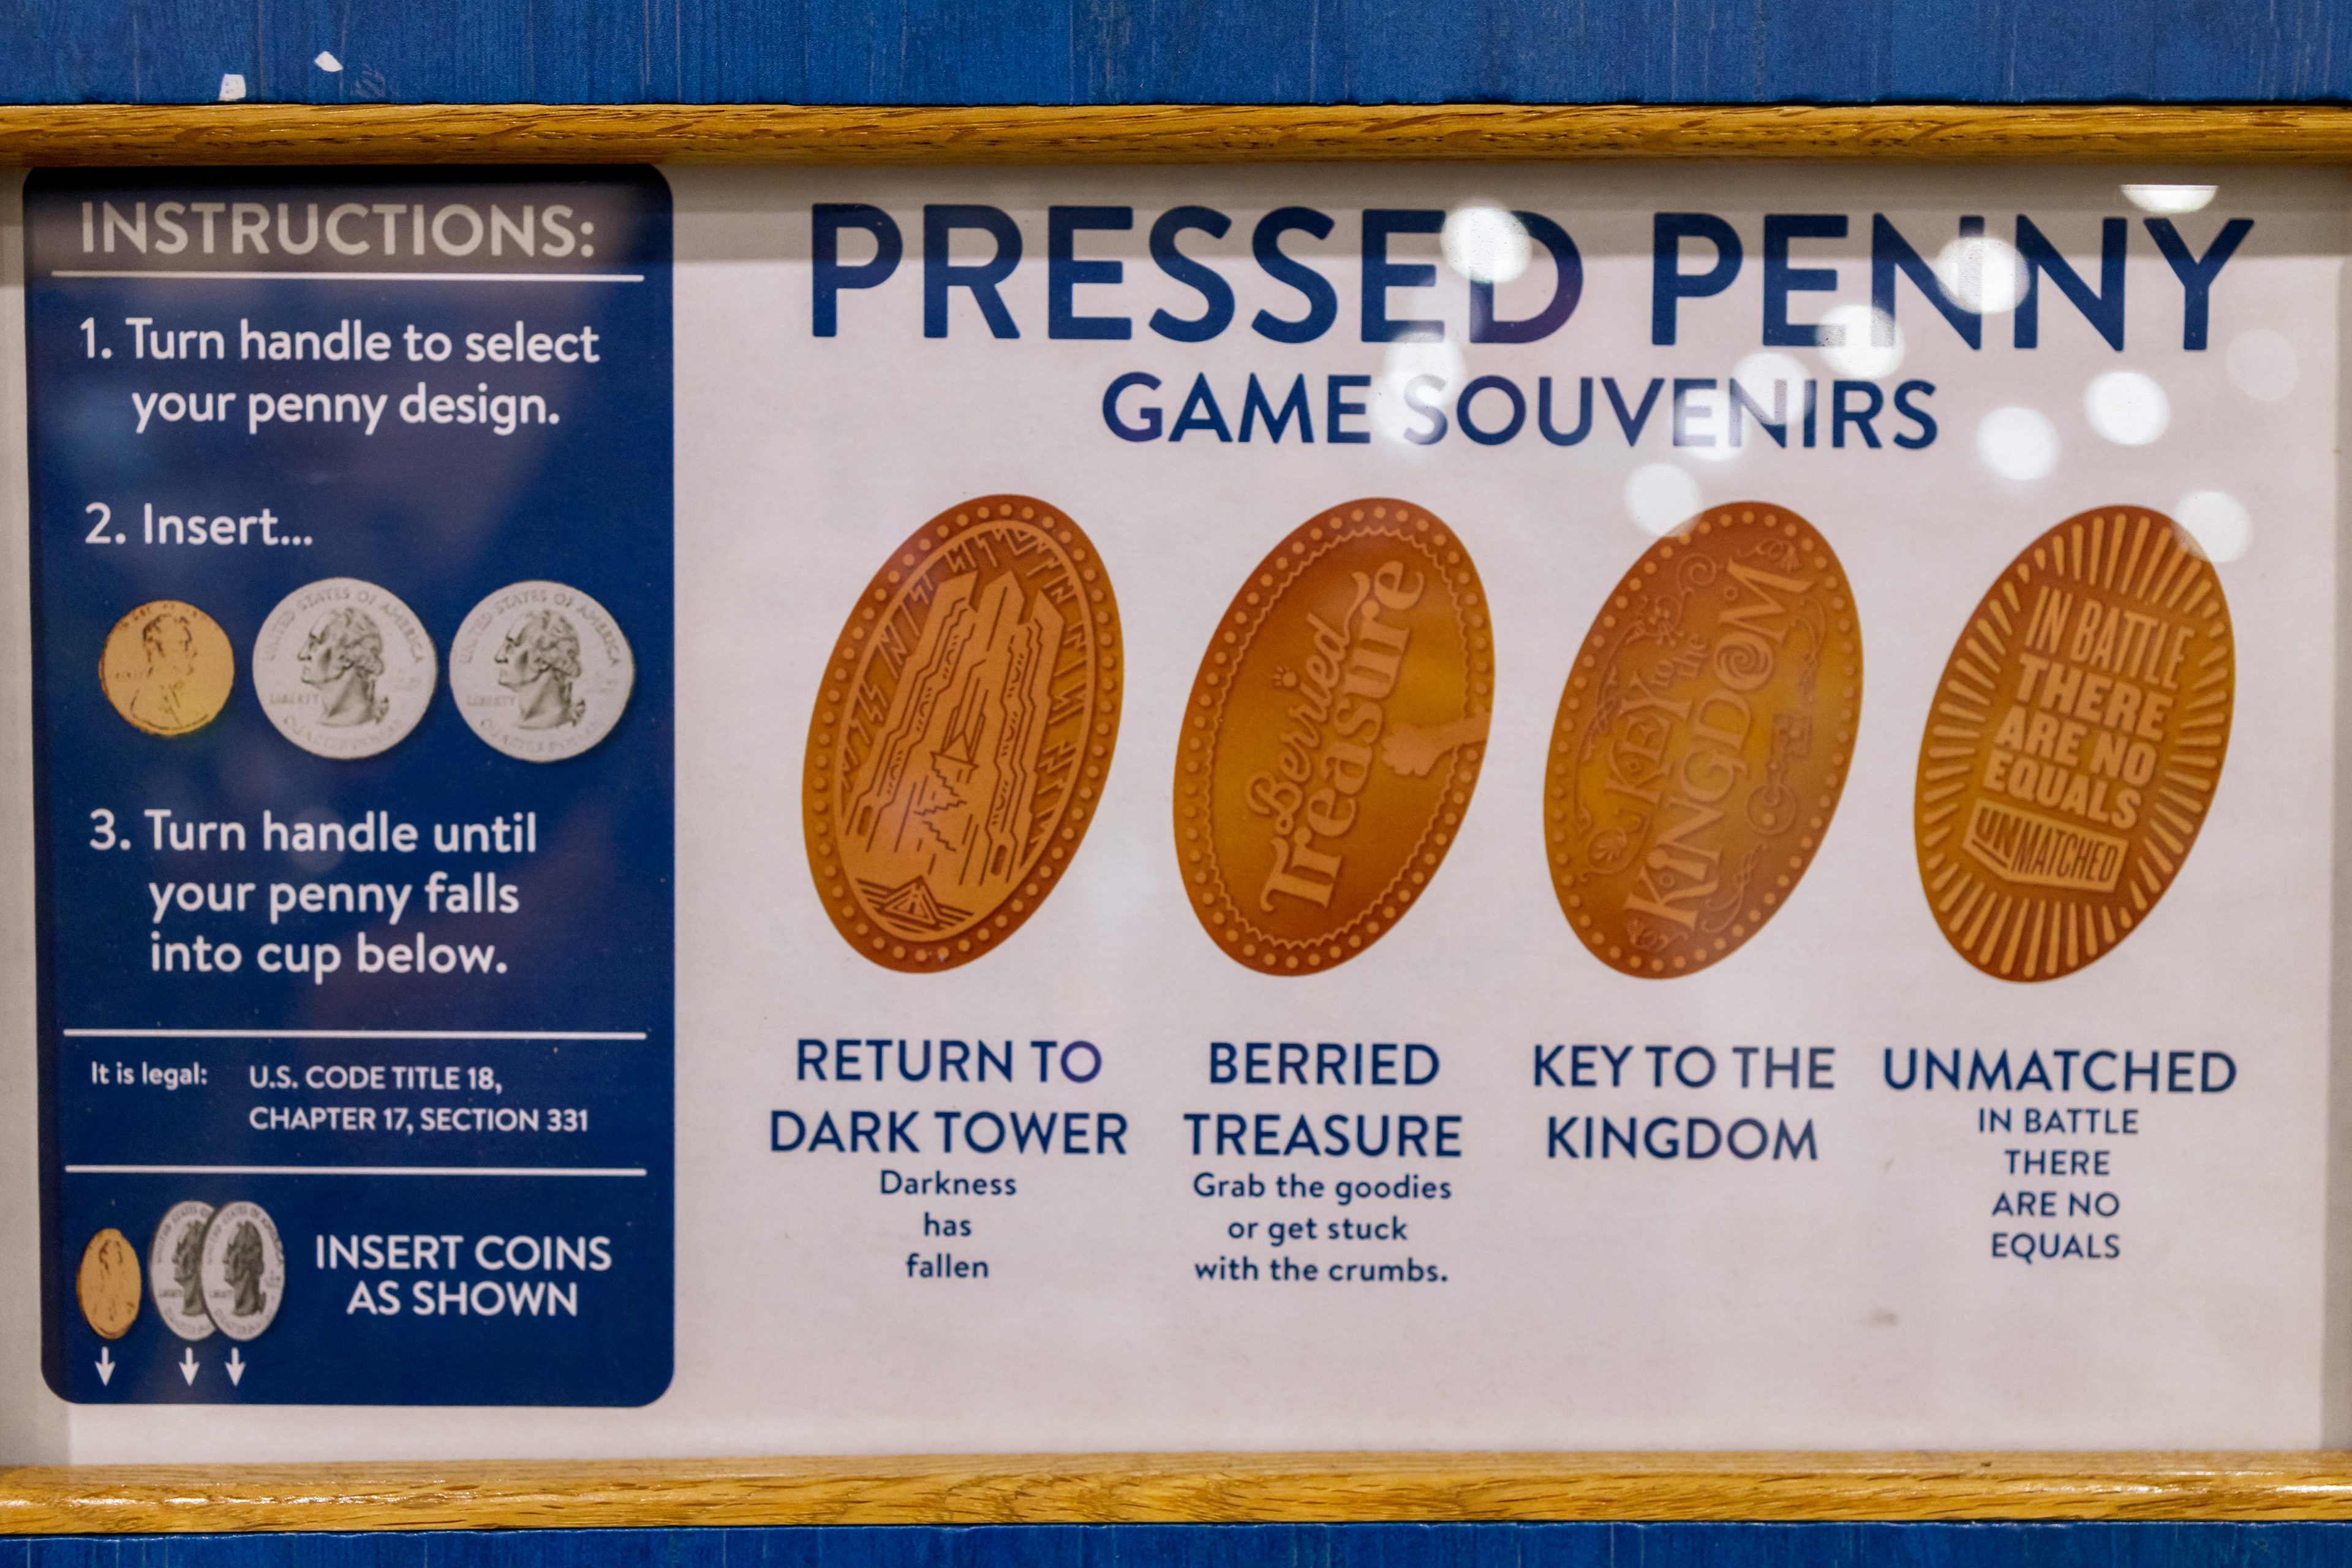 INSTRUCTIONS:
1. Turn handle to select
your penny design.
2. Insert...
LIBERTY
LIBERTY
3. Turn handle until
your penny falls
into cup below.
It is legal: U.S. CODE TITLE 18,
CHAPTER 17, SECTION 331
INSERT COINS
AS SHOWN
PRESSED PENNY
GAME SOUVENIRS
Berried
Treasure
KEY to the
KINGDOM
IN BATTLE
THERE
ARE NO
EQUALS
UNMATCHED
RETURN TO
DARK TOWER
Darkness
has
fallen
BERRIED
TREASURE
Grab the goodies
or get stuck
with the crumbs.
KEY TO THE
KINGDOM
UNMATCHED
IN BATTLE
THERE
ARE NO
EQUALS